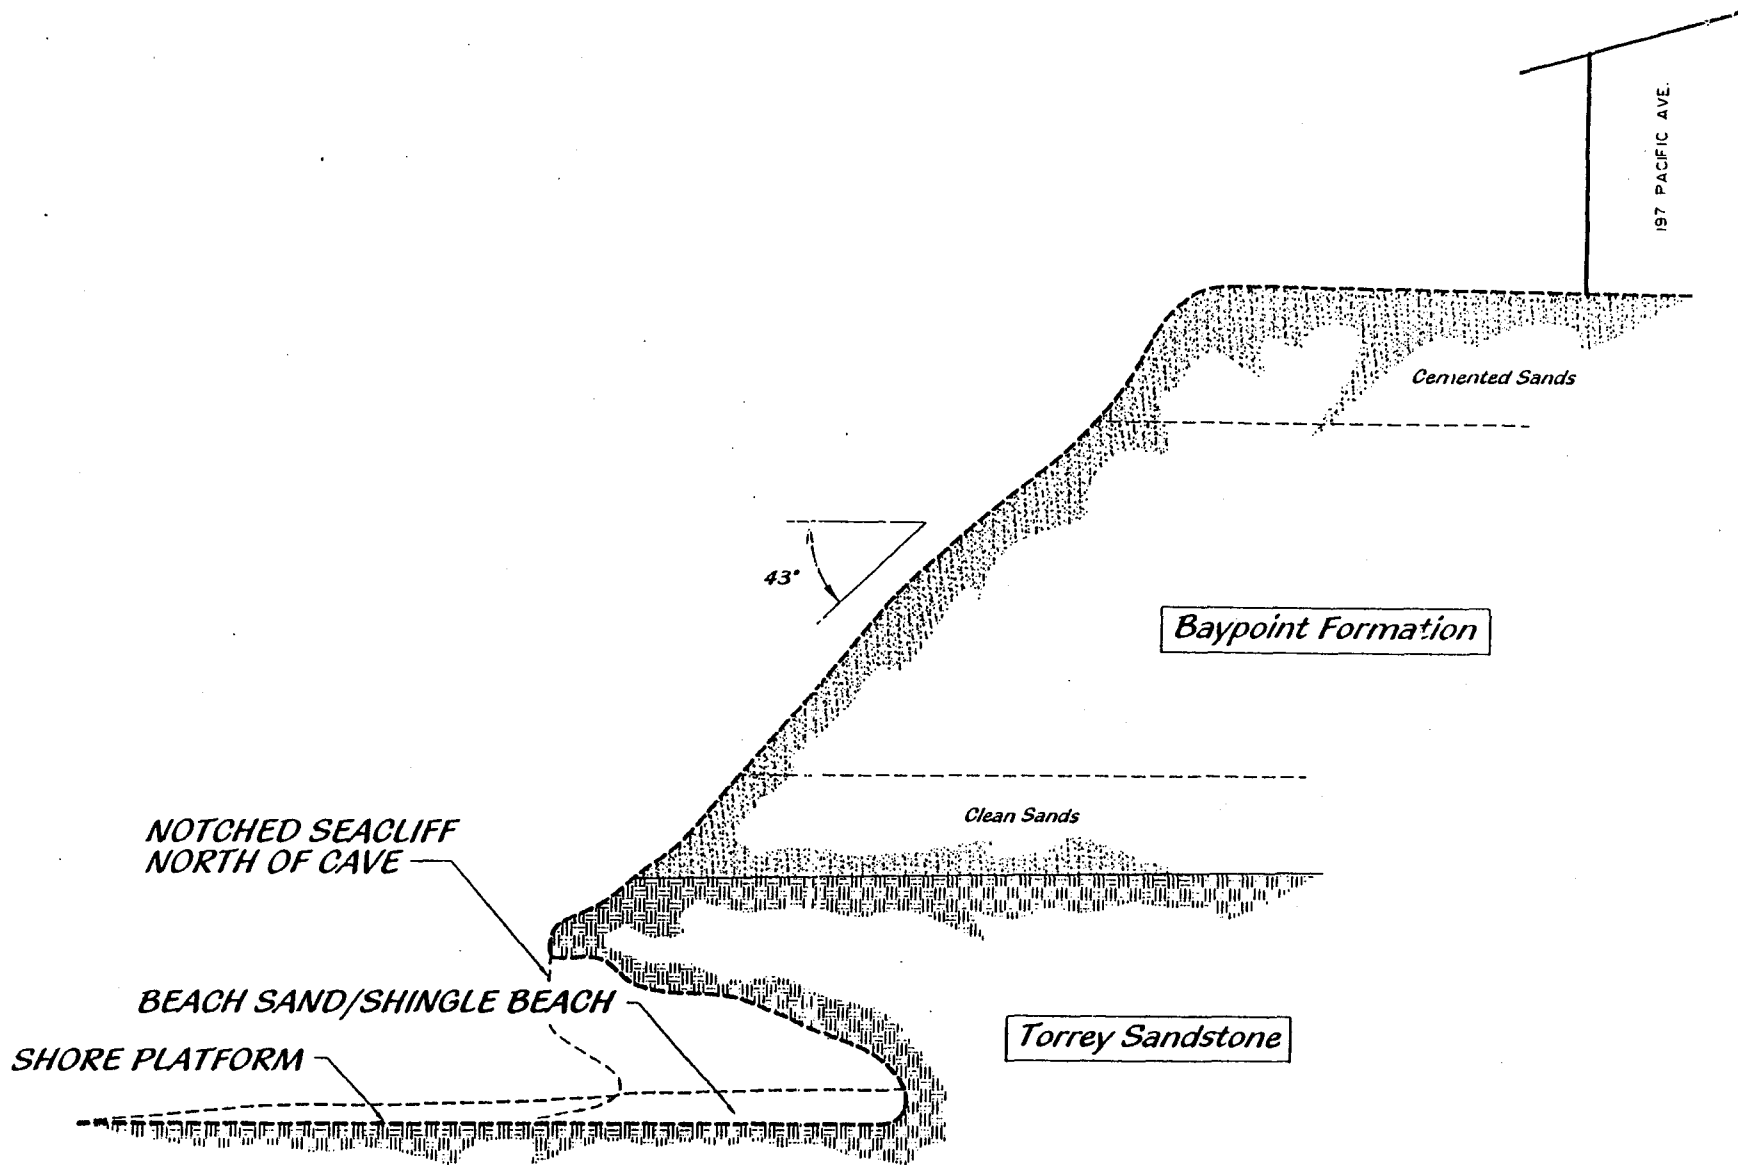 197 PACIFIC AVE.
Cemented Sands
43°
Baypoint Formation
Clean Sands
NOTCHED SEACLIFF
NORTH OF CAVE
BEACH SAND/SHINGLE BEACH
Torrey Sandstone
SHORE PLATFORM